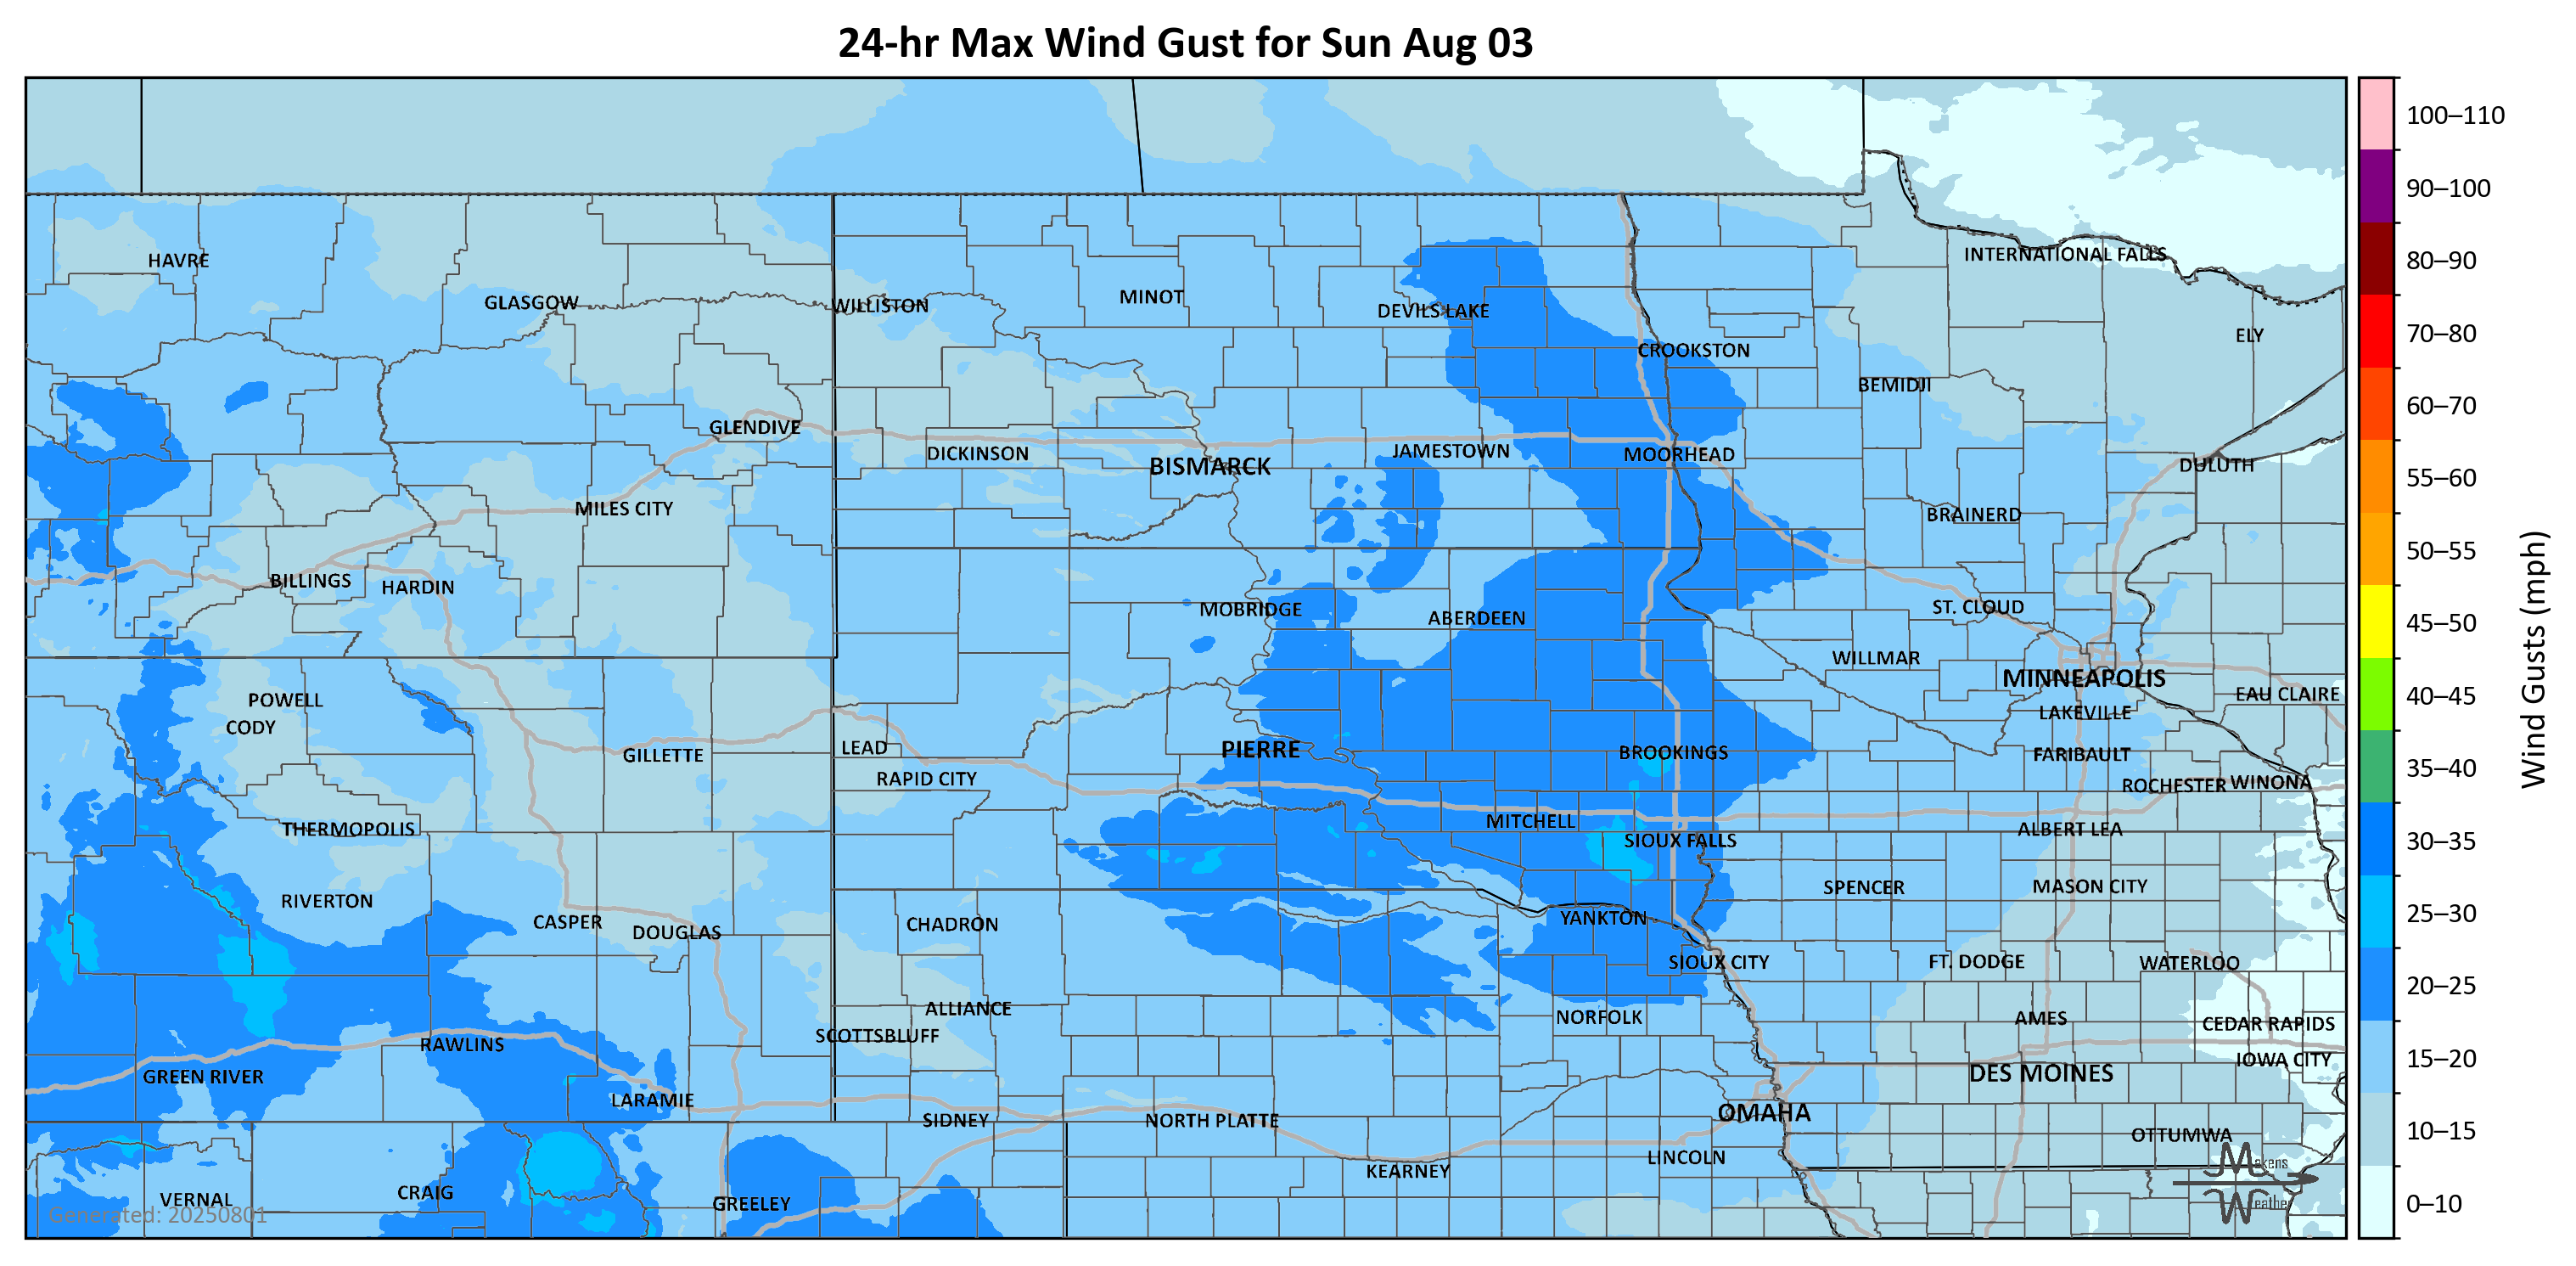 24-hr Max Wind Gust for Sun Aug 03
100–110
90–100
80–90
70–80
60–70
55–60
50–55
45–50
40–45
35–40
30–35
25–30
20–25
15–20
10–15
0–10
Wind Gusts (mph)
HAVRE
INTERNATIONAL FALLS
GLASGOW
WILLISTON
MINOT
DEVILS LAKE
ELY
CROOKSTON
BEMIDJI
GLENDIVE
DICKINSON
BISMARCK
JAMESTOWN
MOORHEAD
DULUTH
MILES CITY
BRAINERD
BILLINGS
HARDIN
MOBRIDGE
ABERDEEN
ST. CLOUD
WILLMAR
MINNEAPOLIS
POWELL
EAU CLAIRE
CODY
LAKEVILLE
GILLETTE
LEAD
PIERRE
BROOKINGS
FARIBAULT
RAPID CITY
ROCHESTER
WINONA
THERMOPOLIS
MITCHELL
ALBERT LEA
SIOUX FALLS
RIVERTON
SPENCER
MASON CITY
CASPER
DOUGLAS
CHADRON
YANKTON
SIOUX CITY
FT. DODGE
WATERLOO
ALLIANCE
NORFOLK
AMES
CEDAR RAPIDS
SCOTTSBLUFF
RAWLINS
IOWA CITY
GREEN RIVER
DES MOINES
LARAMIE
SIDNEY
NORTH PLATTE
OMAHA
OTTUMWA
KEARNEY
LINCOLN
VERNAL
CRAIG
GREELEY
Generated: 20250801
Makens
Weather